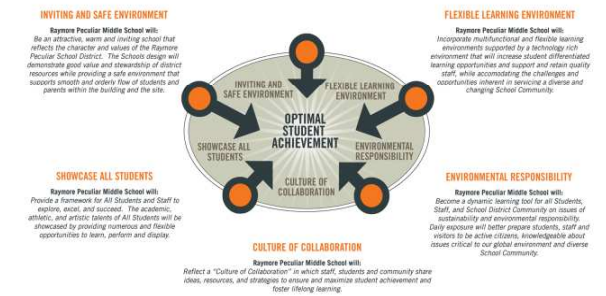 INVITING AND SAFE ENVIRONMENT
Raymore Peculiar Middle School will:
Be an attractive, warm and inviting school that
reflects the character and values of the Raymore
Peculiar School District. The Schools design will
demonstrate good value and stewardship of district
resources while providing a safe environment that
supports smooth and orderly flow of students and
parents within the building and the site.
FLEXIBLE LEARNING ENVIRONMENT
Raymore Peculiar Middle School will:
Incorporate multifunctional and flexible learning
environments supported by a technology rich
environment that will increase student differentiated
learning opportunities and support and retain quality
staff, while accomodating the challenges and
opportunities inherent in servicing a diverse and
changing School Community.
INVITING AND
SAFE ENVIRONMENT
FLEXIBLE LEARNING
ENVIRONMENT
OPTIMAL
STUDENT
ACHIEVEMENT
SHOWCASE ALL
STUDENTS
ENVIRONMENTAL
RESPONSIBILITY
CULTURE OF
COLLABORATION
SHOWCASE ALL STUDENTS
Raymore Peculiar Middle School will:
Provide a framework for All Students and Staff to
explore, excel, and succeed. The academic,
athletic, and artistic talents of All Students will be
showcased by providing numerous and flexible
opportunities to learn, perform and display.
ENVIRONMENTAL RESPONSIBILITY
Raymore Peculiar Middle School will:
Become a dynamic learning tool for all Students,
Staff, and School District Community on issues of
sustainability and environmental responsibility.
Daily exposure will better prepare students, staff and
visitors to be active citizens, knowledgeable about
issues critical to our global environment and diverse
School Community.
CULTURE OF COLLABORATION
Raymore Peculiar Middle School will:
Reflect a "Culture of Collaboration" in which staff, students and community share
ideas, resources, and strategies to ensure and maximize student achievement and
foster lifelong learning.